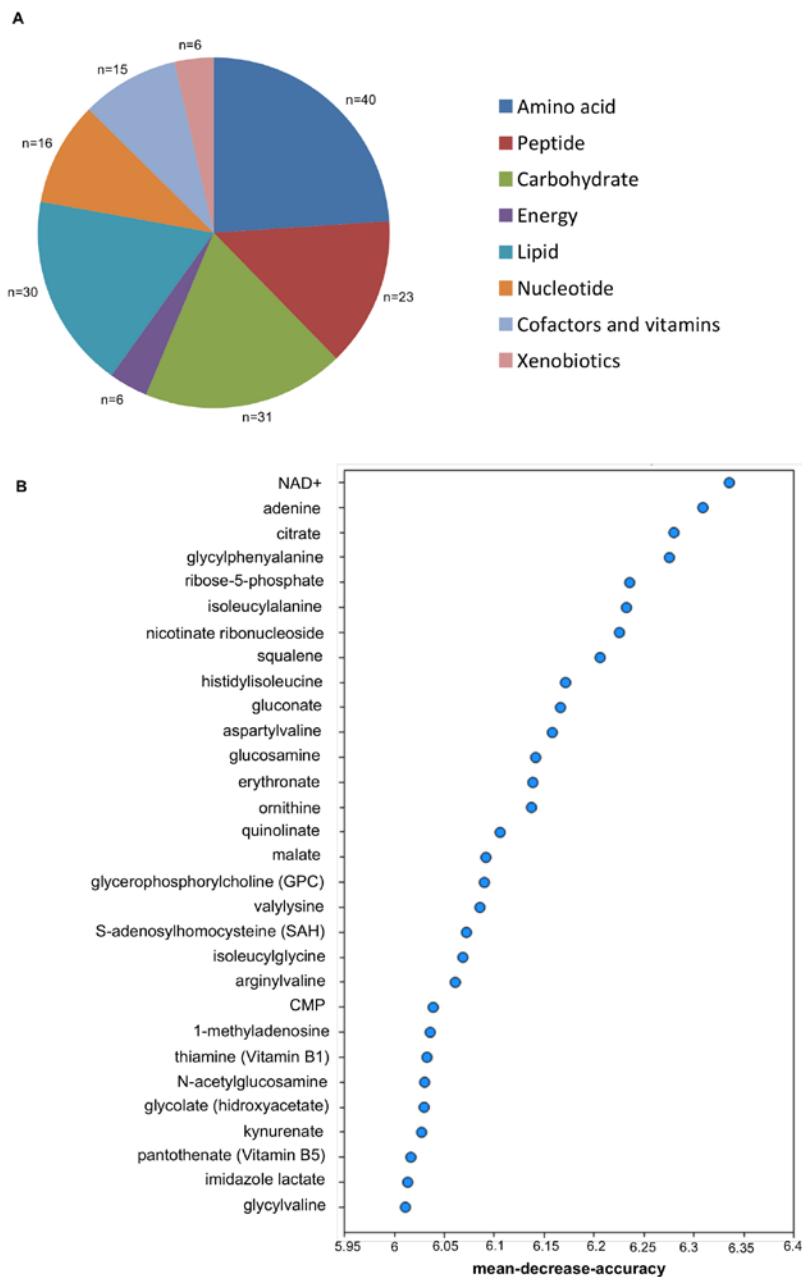 A
n=6
n=15
n=40
n=16
n=30
n=23
n=6
n=31
Amino acid
Peptide
Carbohydrate
Energy
Lipid
Nucleotide
Cofactors and vitamins
Xenobiotics
B
NAD+
adenine
citrate
glycylphenyalanine
ribose-5-phosphate
isoleucylalanine
nicotinate ribonucleoside
squalene
histidylisoleucine
gluconate
aspartylvaline
glucosamine
erythronate
ornithine
quinolinate
malate
glycerophosphorylcholine (GPC)
valylysine
S-adenosylhomocysteine (SAH)
isoleucylglycine
arginylvaline
CMP
1-methyladenosine
thiamine (Vitamin B1)
N-acetylglucosamine
glycolate (hidroxyacetate)
kynurenate
pantothenate (Vitamin B5)
imidazole lactate
glycylvaline
5.95 6 6.05 6.1 6.15 6.2 6.25 6.3 6.35 6.4
mean-decrease-accuracy